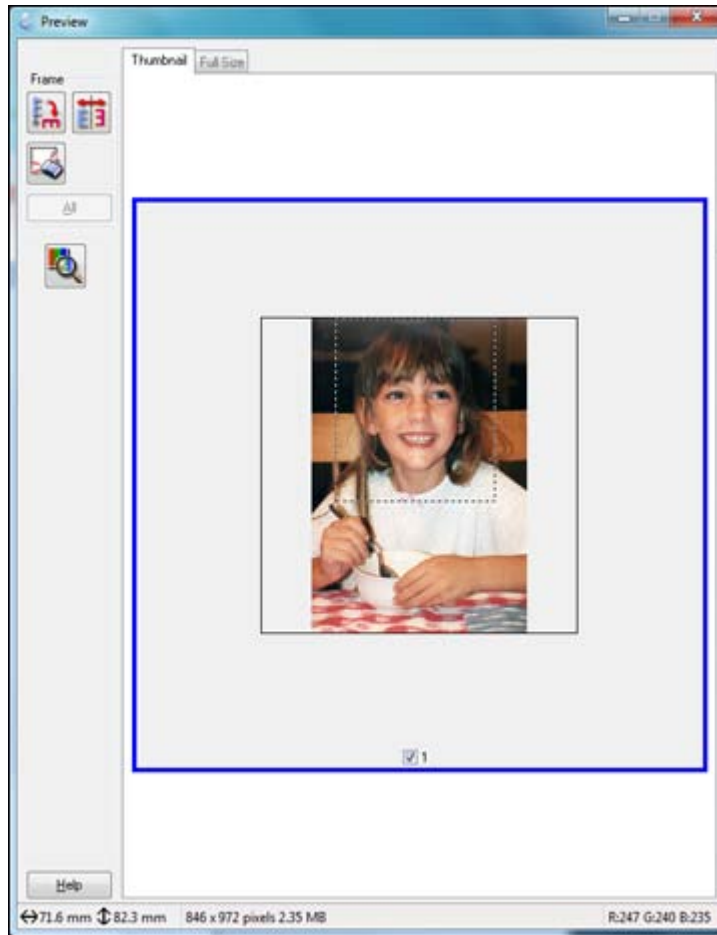 Preview
Thumbnail Full Size
Frame
All
1
Help
71.6 mm 82.3 mm 846 x 972 pixels 2.35 MB R:247 G:240 B:235